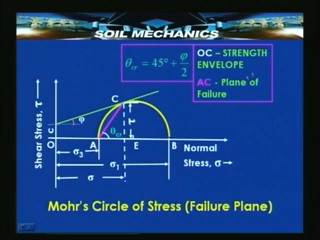 SOIL MECHANICS
θcr = 45° + φ/2
OC – STRENGTH
ENVELOPE
AC - Plane of
Failure
Shear Stress, τ →
C
φ
c
τ
θcr
O
A
E
B
Normal
Stress, σ →
σ3
σ1
σ
Mohr's Circle of Stress (Failure Plane)